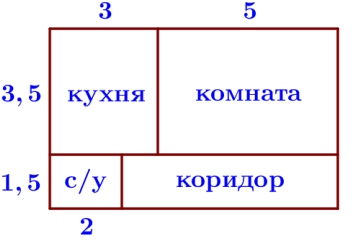 3 5
3,5 кухня комната
1,5 с/у коридор
2